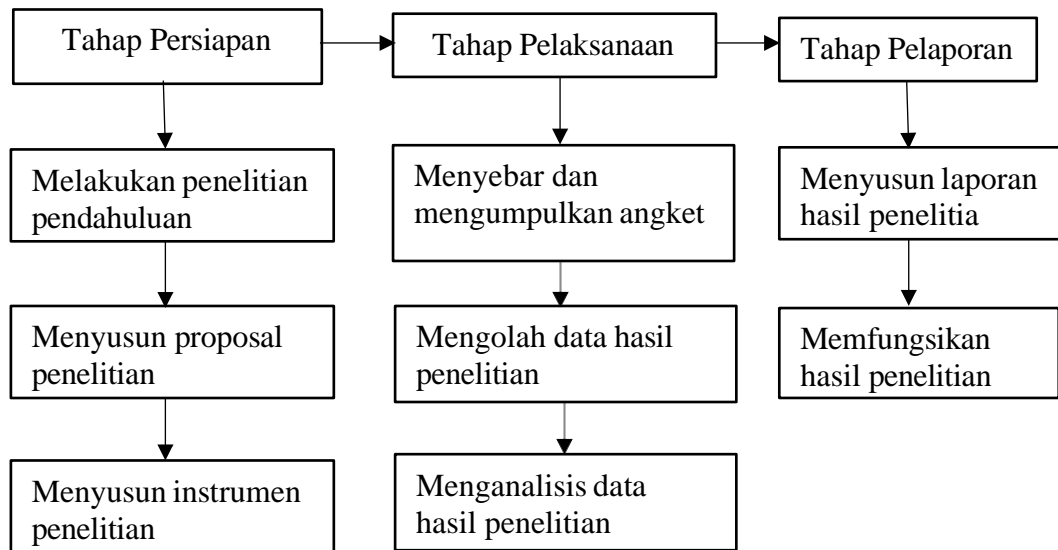 Tahap Persiapan
Tahap Pelaksanaan
Tahap Pelaporan
Melakukan penelitian
pendahuluan
Menyebar dan
mengumpulkan angket
Menyusun laporan
hasil penelitia
Menyusun proposal
penelitian
Mengolah data hasil
penelitian
Memfungsikan
hasil penelitian
Menyusun instrumen
penelitian
Menganalisis data
hasil penelitian